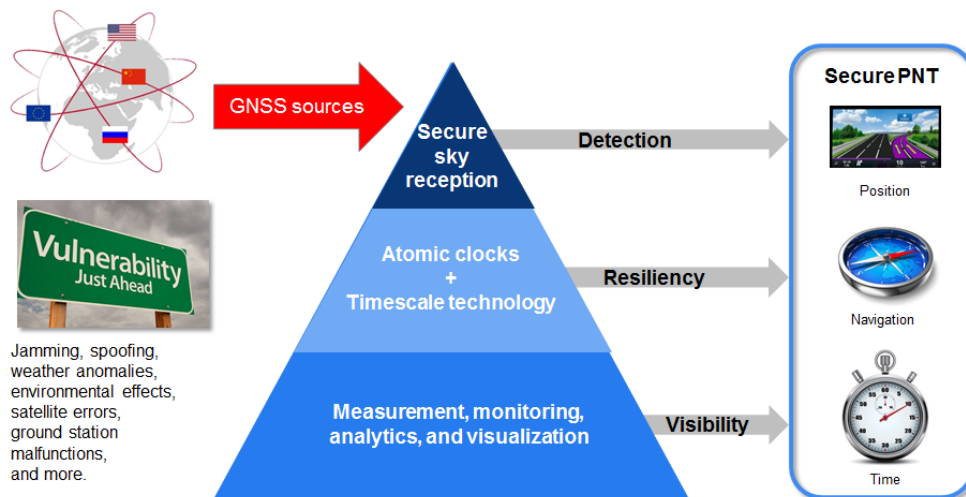 GNSS sources
Secure
sky
reception
Detection
Atomic clocks
+
Timescale technology
Resiliency
Measurement, monitoring,
analytics, and visualization
Visibility
Vulnerability
Just Ahead
Jamming, spoofing,
weather anomalies,
environmental effects,
satellite errors,
ground station
malfunctions,
and more.
Secure PNT
Position
Navigation
Time